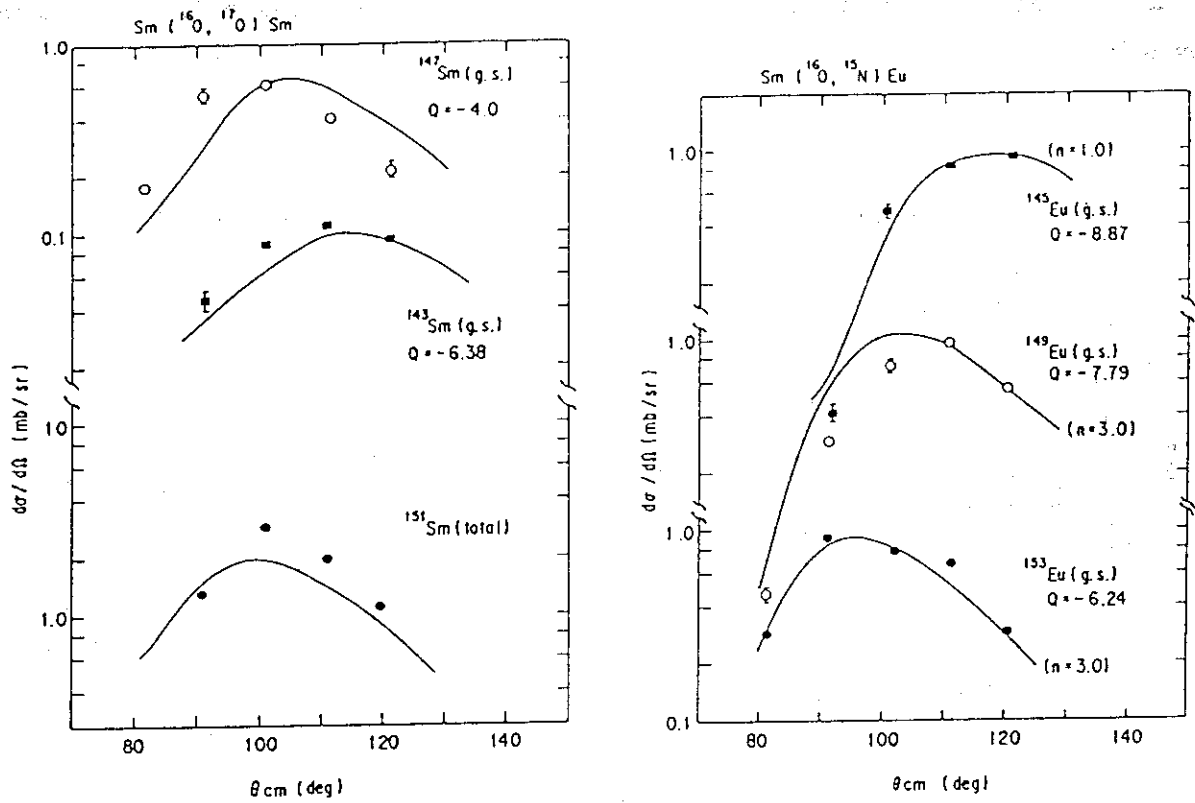 Sm (¹⁶O, ¹⁷O) Sm
1.0
¹⁴⁷Sm (g.s.)
Q = -4.0
0.1
¹⁴³Sm (g.s.)
Q = -6.38
10
¹⁵¹Sm (total)
1.0
dσ/dΩ (mb/sr)
80 100 120 140
θcm (deg)
Sm (¹⁶O, ¹⁵N) Eu
1.0
(n=1.0)
¹⁴⁵Eu (g.s.)
Q = -8.87
1.0
¹⁴⁹Eu (g.s.)
Q = -7.79
(n=3.0)
1.0
¹⁵³Eu (g.s.)
Q = -6.24
(n=3.0)
0.1
dσ/dΩ (mb/sr)
80 100 120 140
θcm (deg)